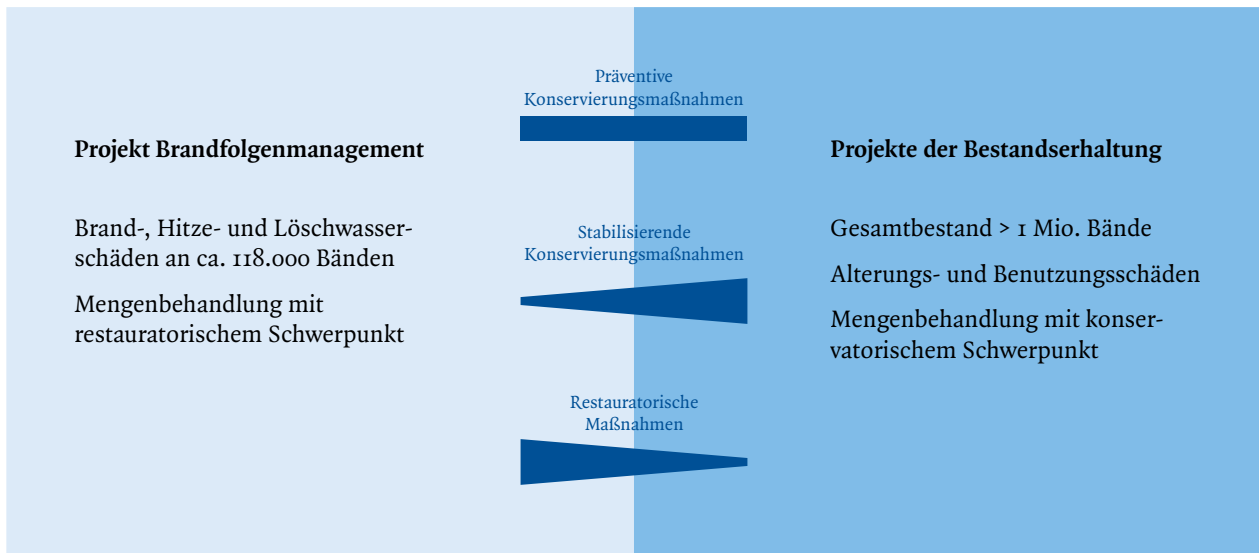 Projekt Brandfolgenmanagement
Brand-, Hitze- und Löschwasser-
schäden an ca. 118.000 Bänden
Mengenbehandlung mit
restauratorischem Schwerpunkt
Präventive
Konservierungsmaßnahmen
Stabilisierende
Konservierungsmaßnahmen
Restauratorische
Maßnahmen
Projekte der Bestandserhaltung
Gesamtbestand > 1 Mio. Bände
Alterungs- und Benutzungsschäden
Mengenbehandlung mit konser-
vatorischem Schwerpunkt